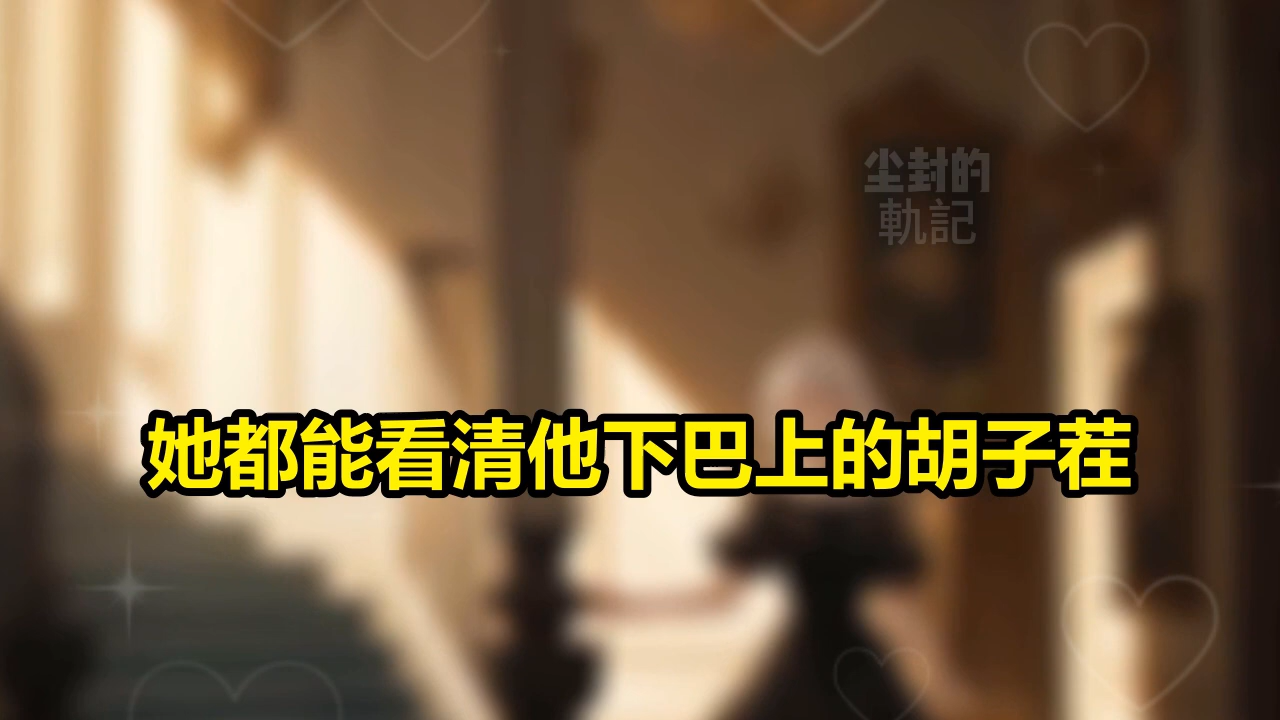 尘封的
軌記
她都能看清他下巴上的胡子茬